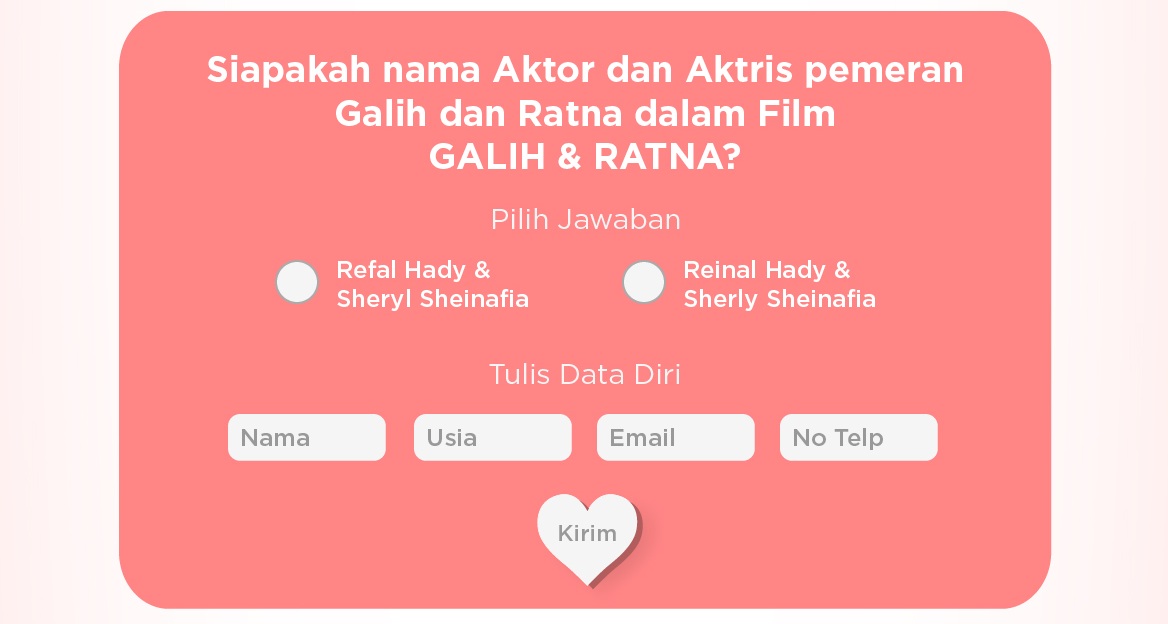 Siapakah nama Aktor dan Aktris pemeran
Galih dan Ratna dalam Film
GALIH & RATNA?
Pilih Jawaban
Refal Hady &
Sheryl Sheinafia
Reinal Hady &
Sherly Sheinafia
Tulis Data Diri
Nama
Usia
Email
No Telp
Kirim